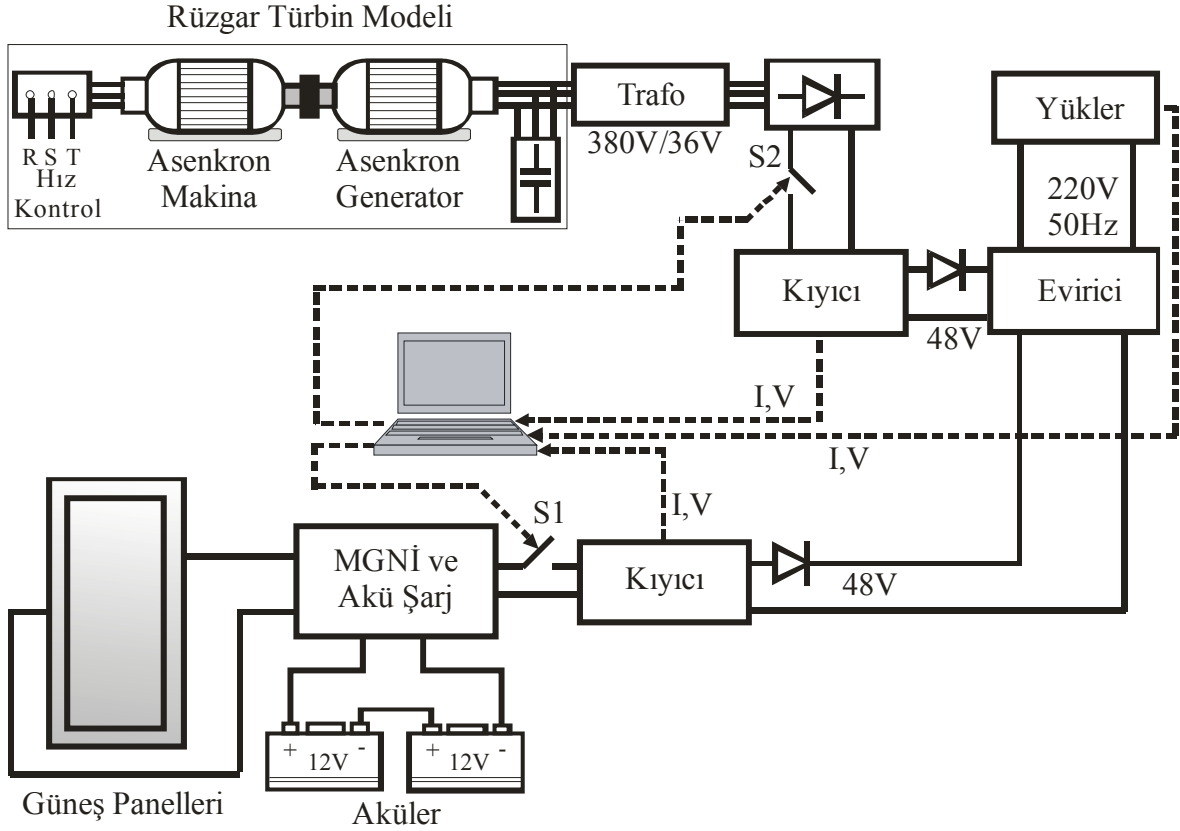 Rüzgar Türbin Modeli
R S T
Hız
Kontrol
Asenkron
Makina
Asenkron
Generator
Trafo
380V/36V
S2
Yükler
220V
50Hz
Kıyıcı
48V
Evirici
I,V
I,V
I,V
S1
MGNİ ve
Akü Şarj
Kıyıcı
48V
+ 12V -
+ 12V -
Güneş Panelleri
Aküler